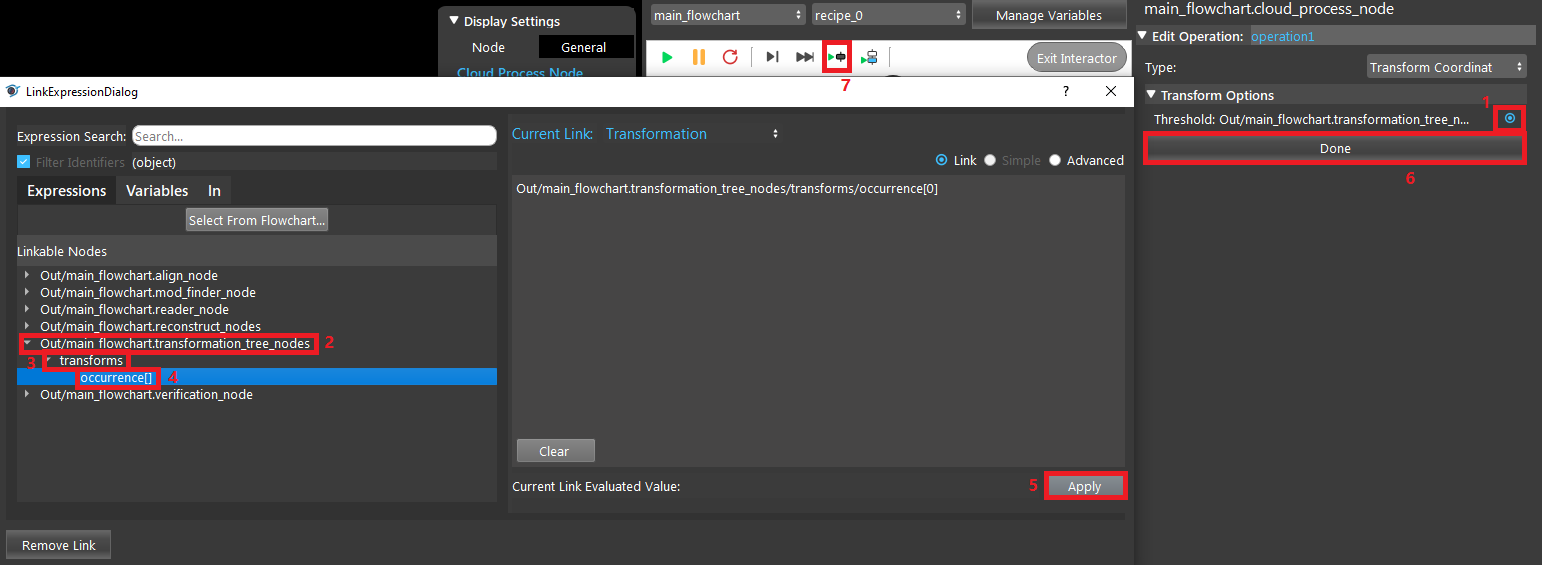 Display Settings
Node
General
Cloud Process Node
main_flowchart
recipe_0
Manage Variables
Exit Interactor
7
main_flowchart.cloud_process_node
Edit Operation: operation1
Type:
Transform Coordinat
Transform Options
1
Threshold: Out/main_flowchart.transformation_tree_n...
Done
6
LinkExpressionDialog
?
Expression Search:
Search...
Filter Identifiers
(object)
Expressions
Variables
In
Select From Flowchart...
Linkable Nodes
Out/main_flowchart.align_node
Out/main_flowchart.mod_finder_node
Out/main_flowchart.reader_node
Out/main_flowchart.reconstruct_nodes
Out/main_flowchart.transformation_tree_nodes
2
3
transforms
occurrence[]
4
Out/main_flowchart.verification_node
Current Link:
Transformation
Link
Simple
Advanced
Out/main_flowchart.transformation_tree_nodes/transforms/occurrence[0]
Clear
Current Link Evaluated Value:
5
Apply
Remove Link